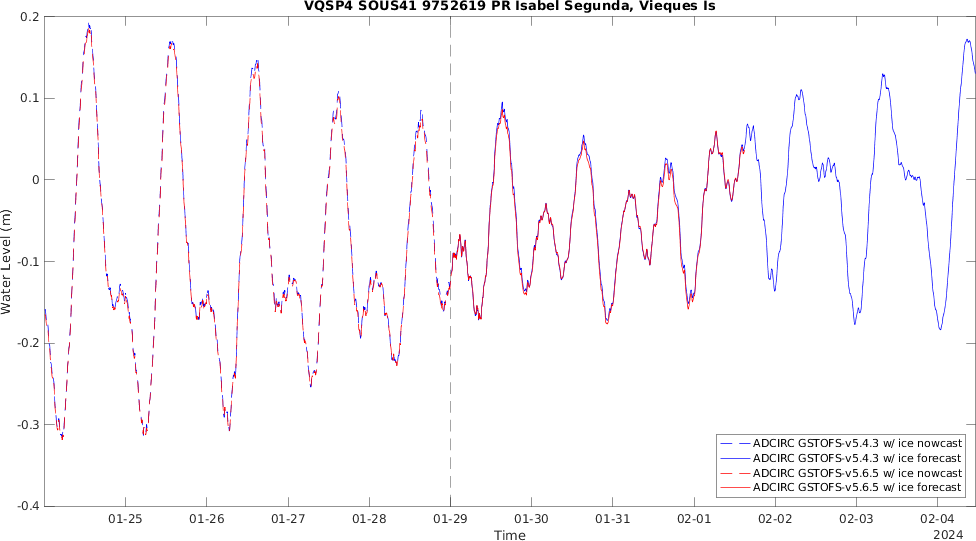 VQSP4 SOUS41 9752619 PR Isabel Segunda, Vieques Is
0.2
0.1
0
-0.1
-0.2
-0.3
-0.4
Water Level (m)
ADCIRC GSTOFS-v5.4.3 w/ ice nowcast
ADCIRC GSTOFS-v5.4.3 w/ ice forecast
ADCIRC GSTOFS-v5.6.5 w/ ice nowcast
ADCIRC GSTOFS-v5.6.5 w/ ice forecast
01-25 01-26 01-27 01-28 01-29 01-30 01-31 02-01 02-02 02-03 02-04
Time 2024